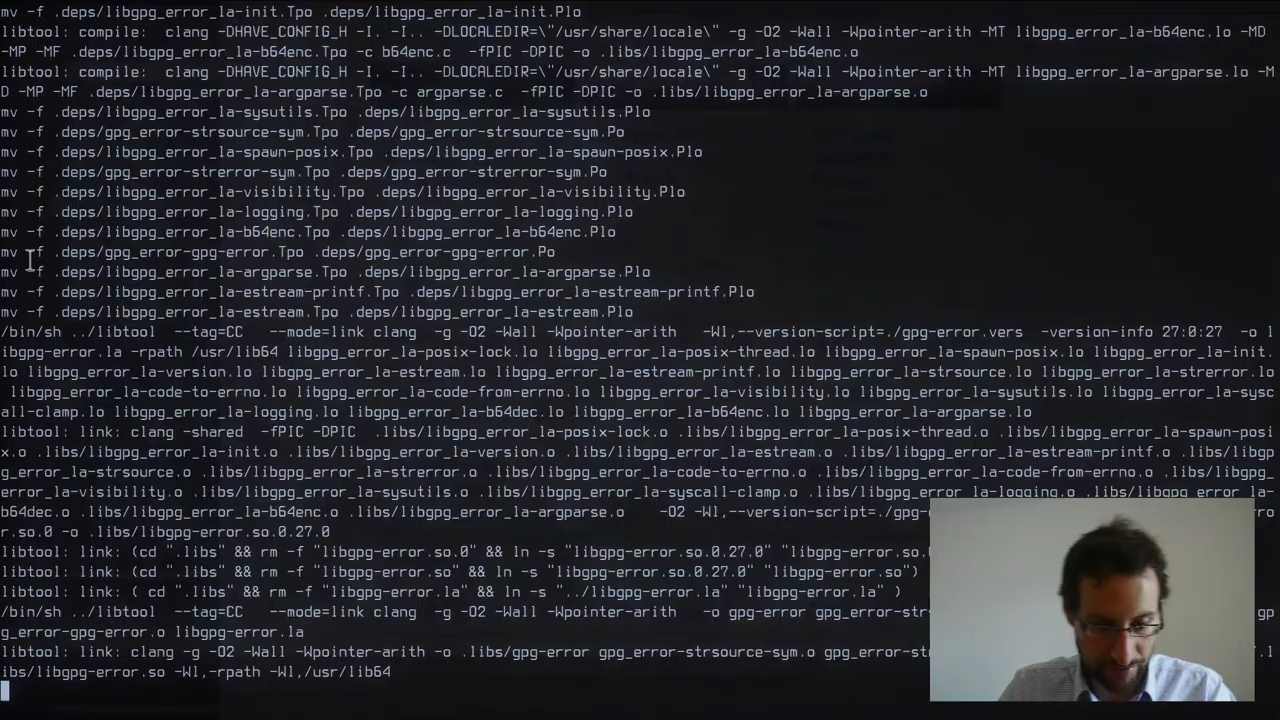 mv -f .deps/libgpg_error_la-init.Tpo .deps/libgpg_error_la-init.Plo
libtool: compile:  clang -DHAVE_CONFIG_H -I. -I.. -DLOCALEDIR=\"/usr/share/locale\" -g -O2 -Wall -Wpointer-arith -MT libgpg_error_la-b64enc.lo -MD
-MP -MF .deps/libgpg_error_la-b64enc.Tpo -c b64enc.c  -fPIC -DPIC -o .libs/libgpg_error_la-b64enc.o
libtool: compile:  clang -DHAVE_CONFIG_H -I. -I.. -DLOCALEDIR=\"/usr/share/locale\" -g -O2 -Wall -Wpointer-arith -MT libgpg_error_la-argparse.lo -M
D -MP -MF .deps/libgpg_error_la-argparse.Tpo -c argparse.c  -fPIC -DPIC -o .libs/libgpg_error_la-argparse.o
mv -f .deps/libgpg_error_la-sysutils.Tpo .deps/libgpg_error_la-sysutils.Plo
mv -f .deps/gpg_error-strsource-sym.Tpo .deps/gpg_error-strsource-sym.Po
mv -f .deps/libgpg_error_la-spawn-posix.Tpo .deps/libgpg_error_la-spawn-posix.Plo
mv -f .deps/gpg_error-strerror-sym.Tpo .deps/gpg_error-strerror-sym.Po
mv -f .deps/libgpg_error_la-visibility.Tpo .deps/libgpg_error_la-visibility.Plo
mv -f .deps/libgpg_error_la-logging.Tpo .deps/libgpg_error_la-logging.Plo
mv -f .deps/libgpg_error_la-b64enc.Tpo .deps/libgpg_error_la-b64enc.Plo
mv -f .deps/gpg_error-gpg-error.Tpo .deps/gpg_error-gpg-error.Po
mv -f .deps/libgpg_error_la-argparse.Tpo .deps/libgpg_error_la-argparse.Plo
mv -f .deps/libgpg_error_la-estream-printf.Tpo .deps/libgpg_error_la-estream-printf.Plo
mv -f .deps/libgpg_error_la-estream.Tpo .deps/libgpg_error_la-estream.Plo
/bin/sh ../libtool  --tag=CC   --mode=link clang  -g -O2 -Wall -Wpointer-arith   -Wl,--version-script=./gpg-error.vers  -version-info 27:0:27  -o l
ibgpg-error.la -rpath /usr/lib64 libgpg_error_la-posix-lock.lo libgpg_error_la-posix-thread.lo libgpg_error_la-spawn-posix.lo libgpg_error_la-init.
lo libgpg_error_la-version.lo libgpg_error_la-estream.lo libgpg_error_la-estream-printf.lo libgpg_error_la-strsource.lo libgpg_error_la-strerror.lo
libgpg_error_la-code-to-errno.lo libgpg_error_la-code-from-errno.lo libgpg_error_la-visibility.lo libgpg_error_la-sysutils.lo libgpg_error_la-sysc
all-clamp.lo libgpg_error_la-logging.lo libgpg_error_la-b64dec.lo libgpg_error_la-b64enc.lo libgpg_error_la-argparse.lo
libtool: link: clang -shared  -fPIC -DPIC  .libs/libgpg_error_la-posix-lock.o .libs/libgpg_error_la-posix-thread.o .libs/libgpg_error_la-spawn-posi
x.o .libs/libgpg_error_la-init.o .libs/libgpg_error_la-version.o .libs/libgpg_error_la-estream.o .libs/libgpg_error_la-estream-printf.o .libs/libgp
g_error_la-strsource.o .libs/libgpg_error_la-strerror.o .libs/libgpg_error_la-code-to-errno.o .libs/libgpg_error_la-code-from-errno.o .libs/libgpg_
error_la-visibility.o .libs/libgpg_error_la-sysutils.o .libs/libgpg_error_la-syscall-clamp.o .libs/libgpg_error_la-logging.o .libs/libgpg_error_la-
b64dec.o .libs/libgpg_error_la-b64enc.o .libs/libgpg_error_la-argparse.o    -O2 -Wl,--version-script=./gpg-
r.so.0 -o .libs/libgpg-error.so.0.27.0
libtool: link: (cd ".libs" && rm -f "libgpg-error.so.0" && ln -s "libgpg-error.so.0.27.0" "libgpg-error.so.
libtool: link: (cd ".libs" && rm -f "libgpg-error.so" && ln -s "libgpg-error.so.0.27.0" "libgpg-error.so")
libtool: link: ( cd ".libs" && rm -f "libgpg-error.la" && ln -s "../libgpg-error.la" "libgpg-error.la" )
/bin/sh ../libtool  --tag=CC   --mode=link clang  -g -O2 -Wall -Wpointer-arith   -o gpg-error gpg_error-str gp
g_error-gpg-error.o libgpg-error.la
libtool: link: clang -g -O2 -Wall -Wpointer-arith -o .libs/gpg-error gpg_error-strsource-sym.o gpg_error-st .l
ibs/libgpg-error.so -Wl,-rpath -Wl,/usr/lib64